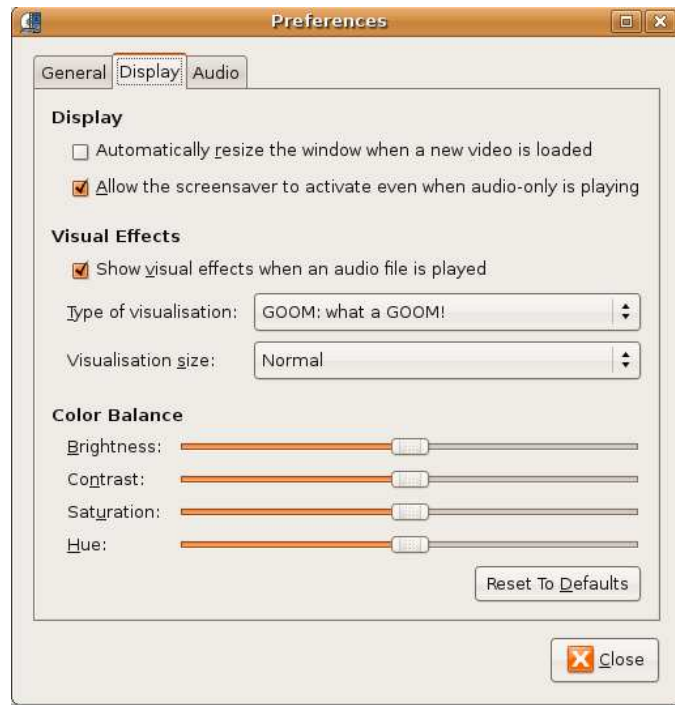 Preferences
General Display Audio
Display
Automatically resize the window when a new video is loaded
Allow the screensaver to activate even when audio-only is playing
Visual Effects
Show visual effects when an audio file is played
Type of visualisation: GOOM: what a GOOM!
Visualisation size: Normal
Color Balance
Brightness:
Contrast:
Saturation:
Hue:
Reset To Defaults
Close